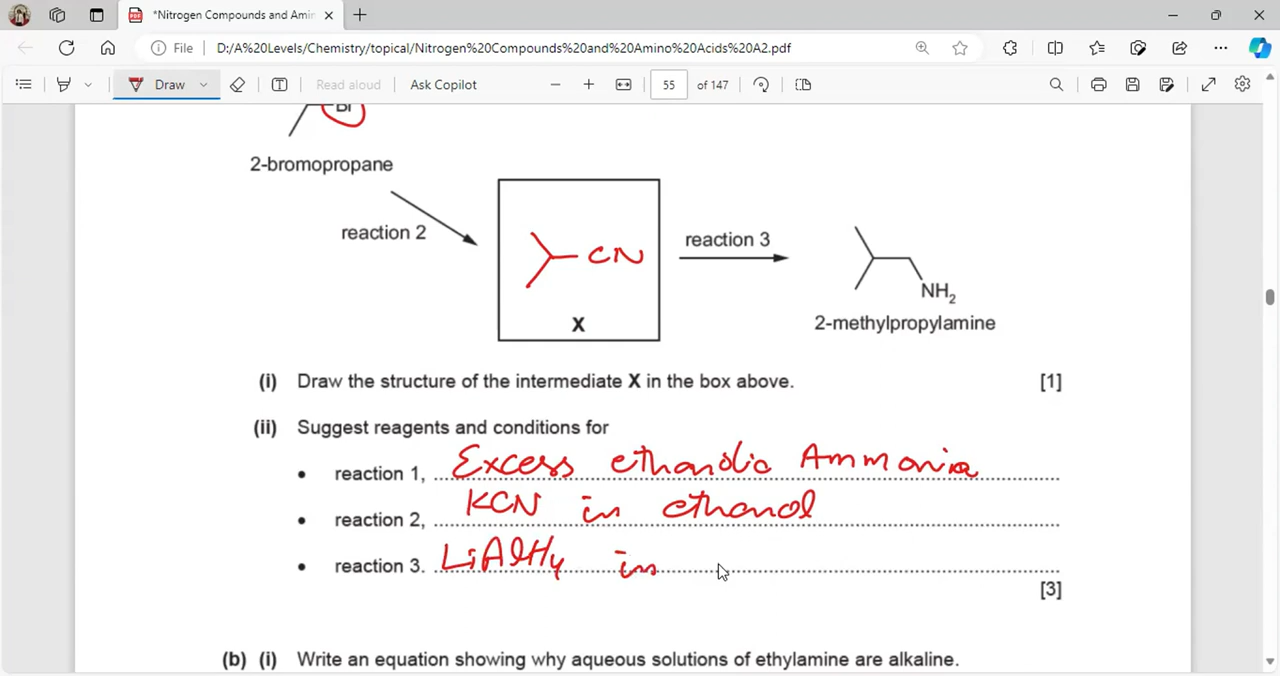 *Nitrogen Compounds and Amin
File D:/A%20Levels/Chemistry/topical/Nitrogen%20Compounds%20and%20Amino%20Acids%20A2.pdf
Draw Read aloud Ask Copilot 55 of 147
Br
2-bromopropane
reaction 2
CN
reaction 3
NH2
X
2-methylpropylamine
(i) Draw the structure of the intermediate X in the box above. [1]
(ii) Suggest reagents and conditions for
• reaction 1, Excess ethanolic Ammonia
• reaction 2, KCN in ethanol
• reaction 3. LiAlH4 in
[3]
(b) (i) Write an equation showing why aqueous solutions of ethylamine are alkaline.